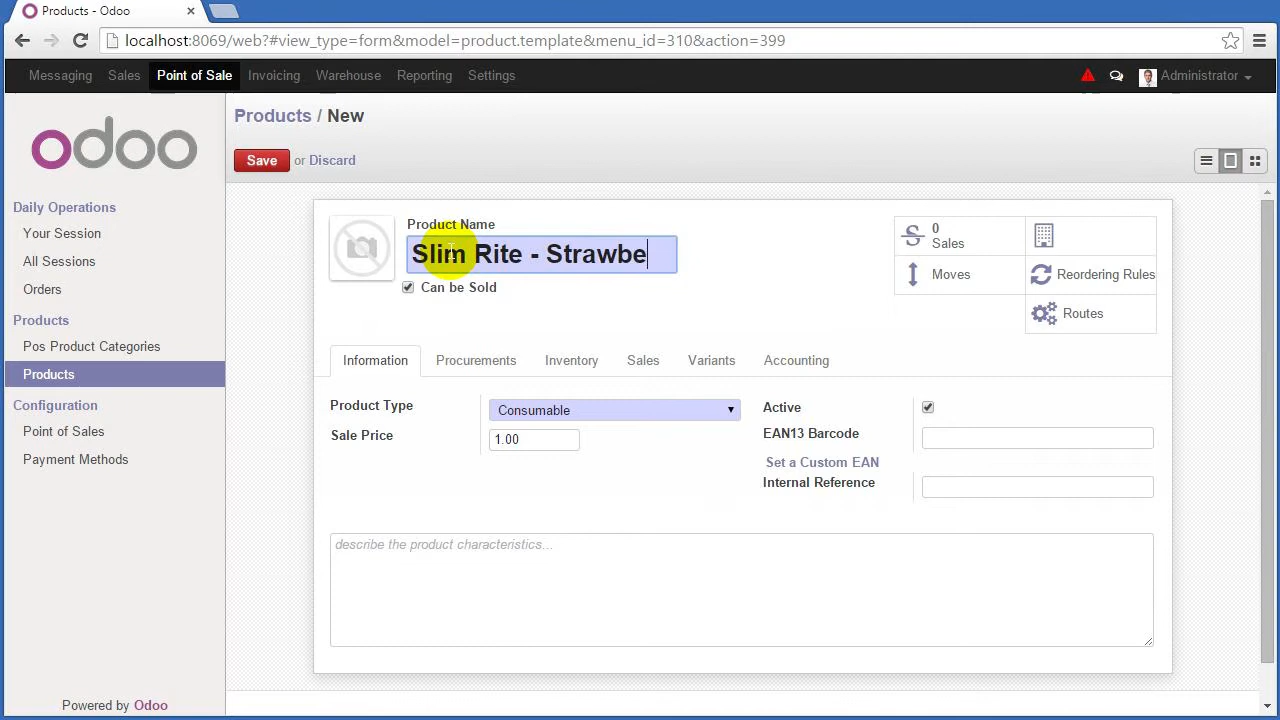 Products - Odoo
localhost:8069/web?#view_type=form&model=product.template&menu_id=310&action=399
Messaging Sales Point of Sale Invoicing Warehouse Reporting Settings Administrator
odoo
Products / New
Save or Discard
Daily Operations
Your Session
All Sessions
Orders
Products
Pos Product Categories
Products
Configuration
Point of Sales
Payment Methods
Powered by Odoo
Product Name
Slim Rite - Strawbe
Can be Sold
0
Sales
Moves
Reordering Rules
Routes
Information Procurements Inventory Sales Variants Accounting
Product Type Consumable
Sale Price 1.00
Active
EAN13 Barcode
Set a Custom EAN
Internal Reference
describe the product characteristics...